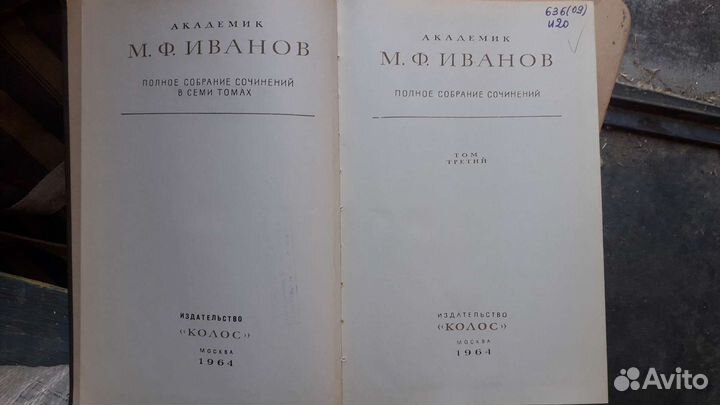 АКАДЕМИК
М. Ф. ИВАНОВ
ПОЛНОЕ СОБРАНИЕ СОЧИНЕНИЙ
В СЕМИ ТОМАХ
ИЗДАТЕЛЬСТВО
«КОЛОС»
МОСКВА
1964
636(09)
И20
АКАДЕМИК
М. Ф. ИВАНОВ
ПОЛНОЕ СОБРАНИЕ СОЧИНЕНИЙ
ТОМ
ТРЕТИЙ
ИЗДАТЕЛЬСТВО
«КОЛОС»
МОСКВА
1964
Avito